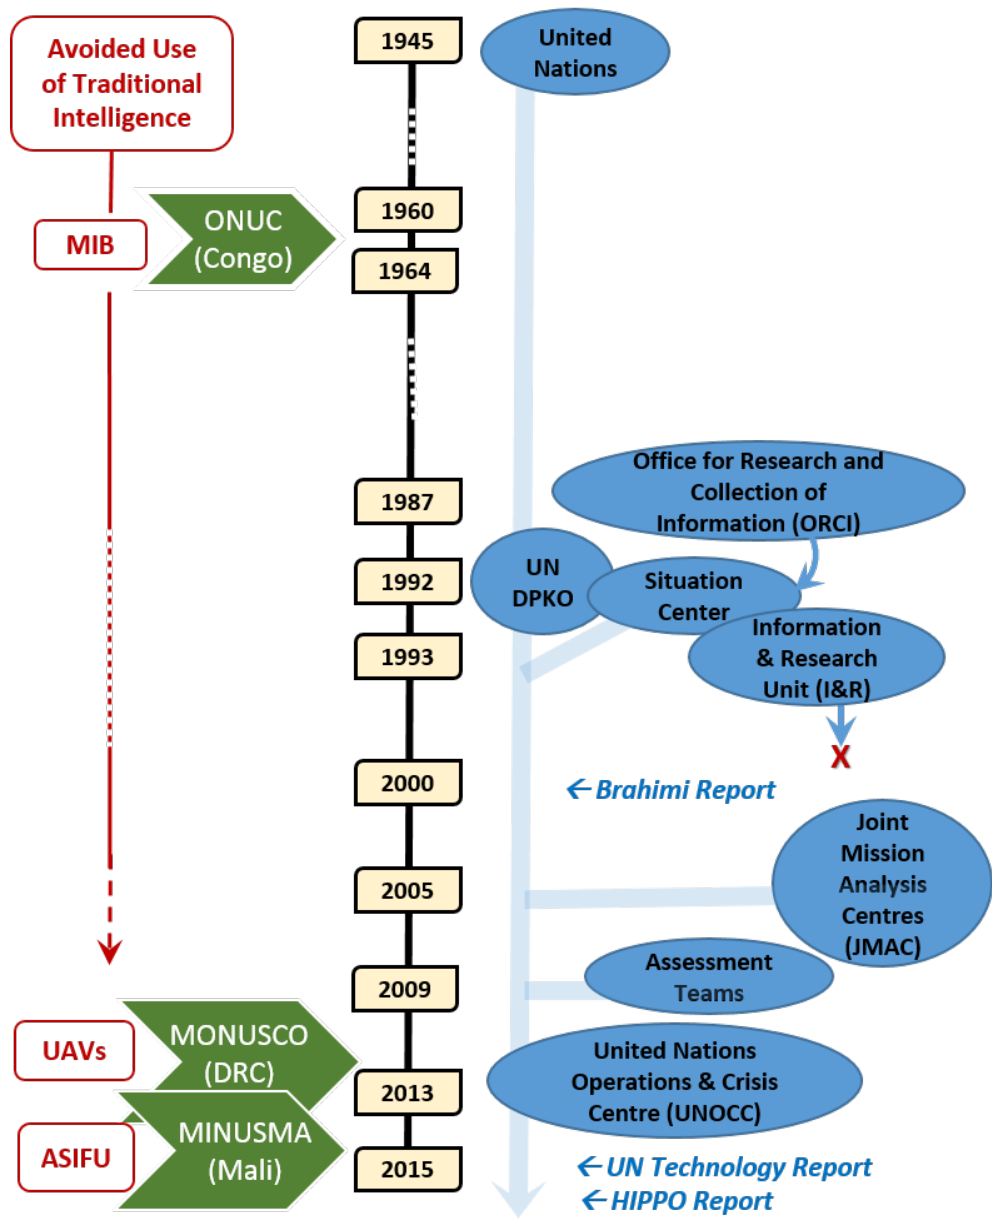 Avoided Use
of Traditional
Intelligence
1945
United
Nations
MIB
ONUC
(Congo)
1960
1964
1987
Office for Research and
Collection of
Information (ORCI)
1992
UN
DPKO
Situation
Center
1993
Information
& Research
Unit (I&R)
X
2000
←Brahimi Report
2005
Joint
Mission
Analysis
Centres
(JMAC)
2009
Assessment
Teams
UAVs
MONUSCO
(DRC)
2013
United Nations
Operations & Crisis
Centre (UNOCC)
ASIFU
MINUSMA
(Mali)
2015
←UN Technology Report
←HIPPO Report